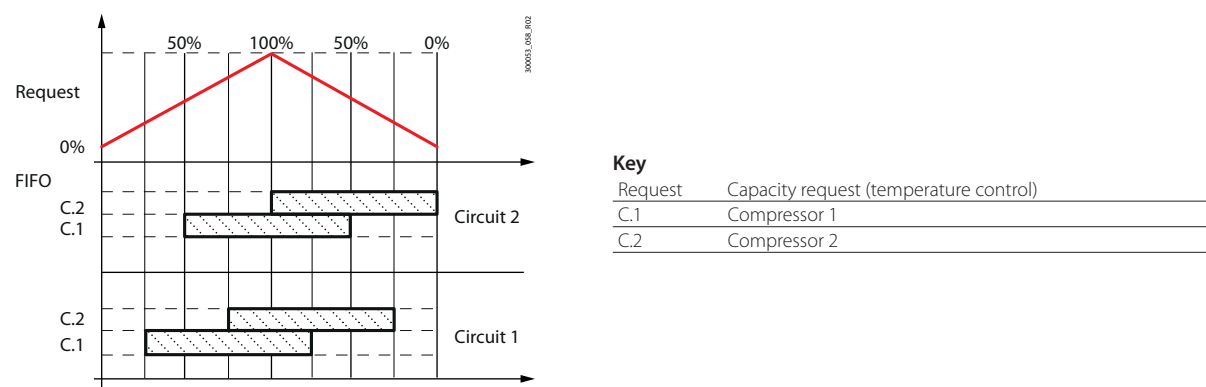 50% 100% 50% 0%
300053_058_R02
Request
0%
FIFO
C.2
C.1
Circuit 2
C.2
C.1
Circuit 1
Key
Request Capacity request (temperature control)
C.1 Compressor 1
C.2 Compressor 2